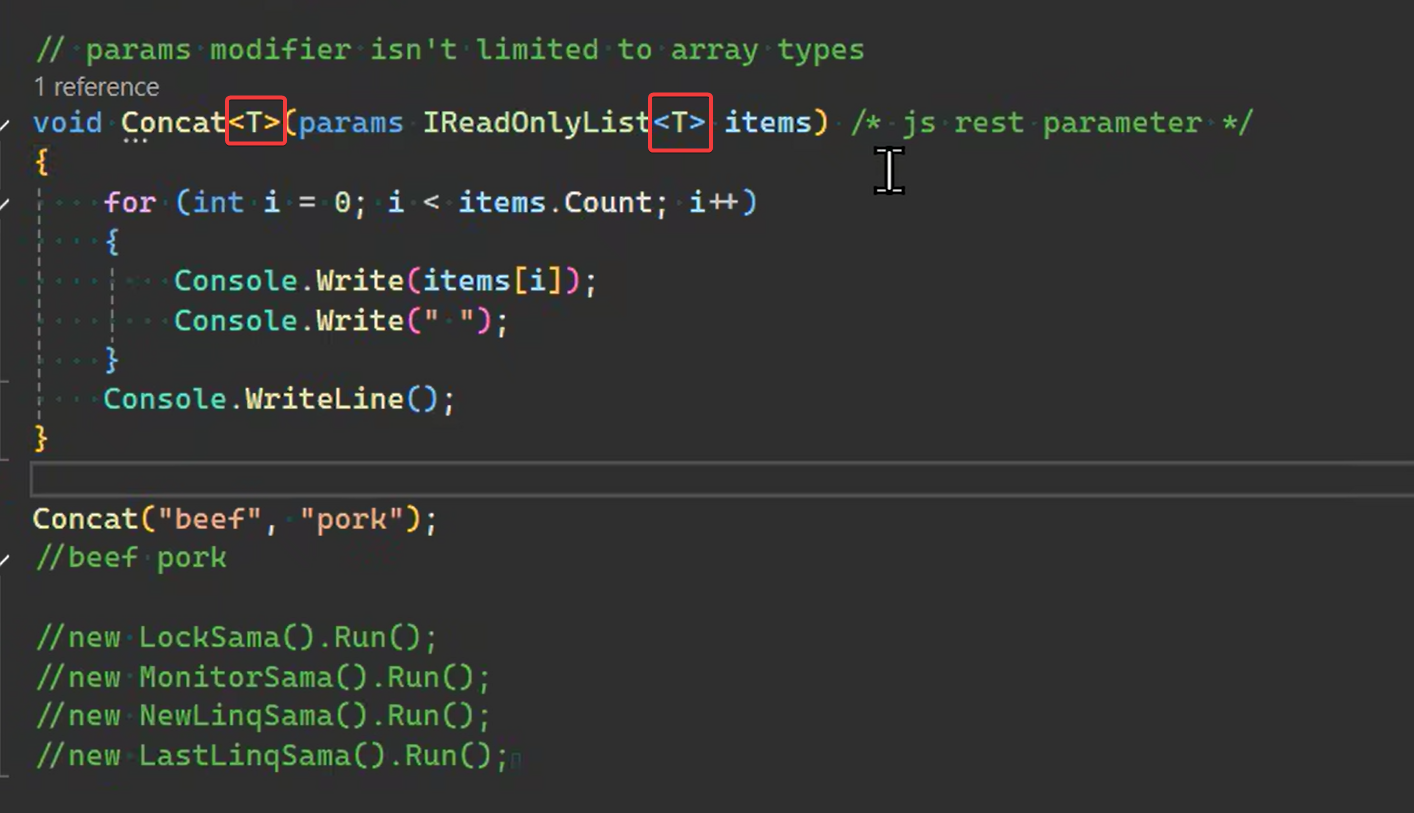 // params modifier isn't limited to array types
1 reference
void Concat<T>(params IReadOnlyList<T> items) /* js rest parameter */
{
for (int i = 0; i < items.Count; i++)
{
Console.Write(items[i]);
Console.Write(" ");
}
Console.WriteLine();
}
Concat("beef", "pork");
//beef pork
//new LockSama().Run();
//new MonitorSama().Run();
//new NewLinqSama().Run();
//new LastLinqSama().Run();